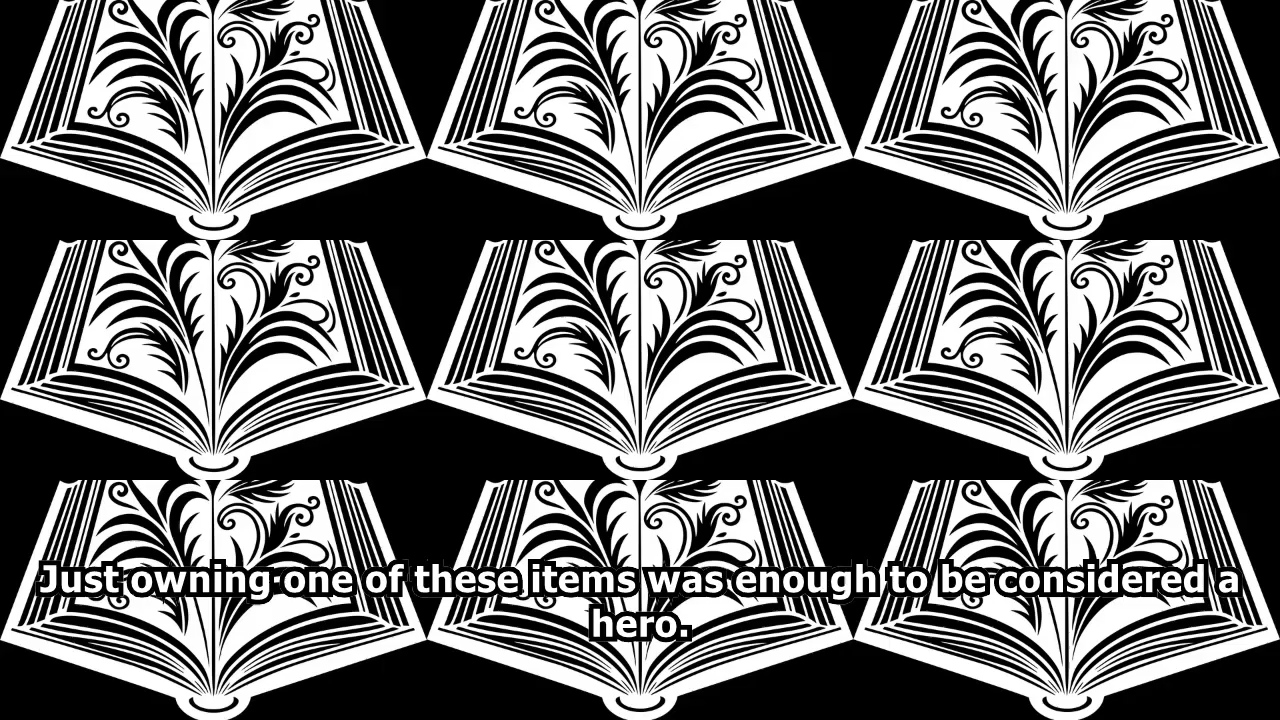 Just owning one of these items was enough to be considered a
hero.